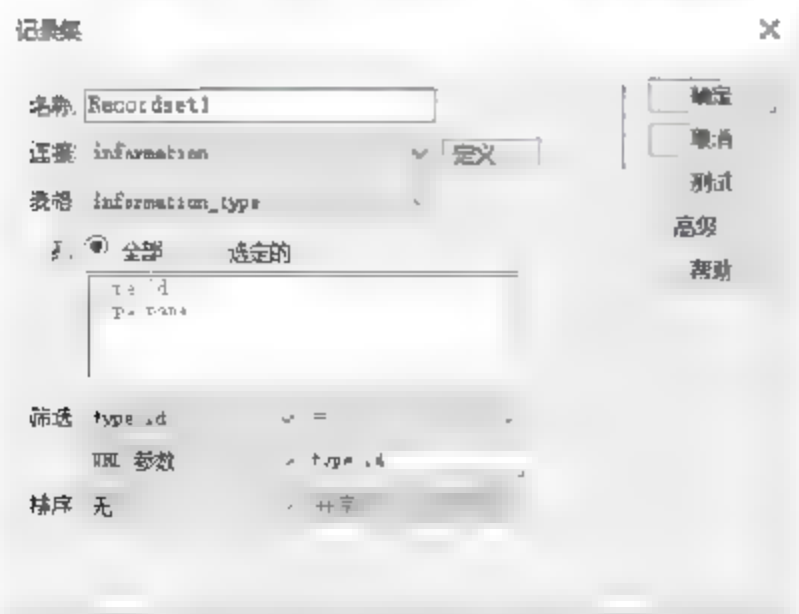 记录集
名称: Recordset1 确定
连接: information 定义 取消
表格: information_type 测试
高级
全部 选定的
帮助
筛选: type_id =
URL 参数 type_id
排序: 无